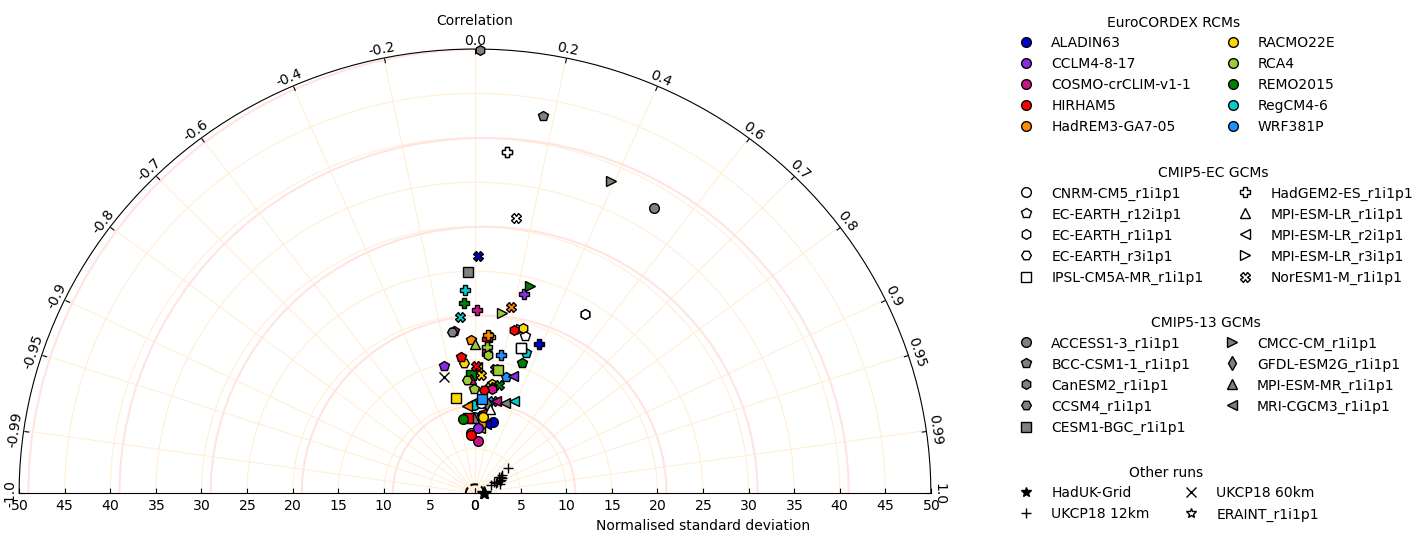 Correlation
0.0
-0.2 0.2
-0.4 0.4
-0.6 0.6
-0.7 0.7
-0.8 0.8
-0.9 0.9
-0.95 0.95
-0.99 0.99
-1.0 1.0
50 45 40 35 30 25 20 15 10 5 0 5 10 15 20 25 30 35 40 45 50
Normalised standard deviation
EuroCORDEX RCMs
ALADIN63 RACMO22E
CCLM4-8-17 RCA4
COSMO-crCLIM-v1-1 REMO2015
HIRHAM5 RegCM4-6
HadREM3-GA7-05 WRF381P
CMIP5-EC GCMs
CNRM-CM5_r1i1p1 HadGEM2-ES_r1i1p1
EC-EARTH_r12i1p1 MPI-ESM-LR_r1i1p1
EC-EARTH_r1i1p1 MPI-ESM-LR_r2i1p1
EC-EARTH_r3i1p1 MPI-ESM-LR_r3i1p1
IPSL-CM5A-MR_r1i1p1 NorESM1-M_r1i1p1
CMIP5-13 GCMs
ACCESS1-3_r1i1p1 CMCC-CM_r1i1p1
BCC-CSM1-1_r1i1p1 GFDL-ESM2G_r1i1p1
CanESM2_r1i1p1 MPI-ESM-MR_r1i1p1
CCSM4_r1i1p1 MRI-CGCM3_r1i1p1
CESM1-BGC_r1i1p1
Other runs
HadUK-Grid UKCP18 60km
UKCP18 12km ERAINT_r1i1p1